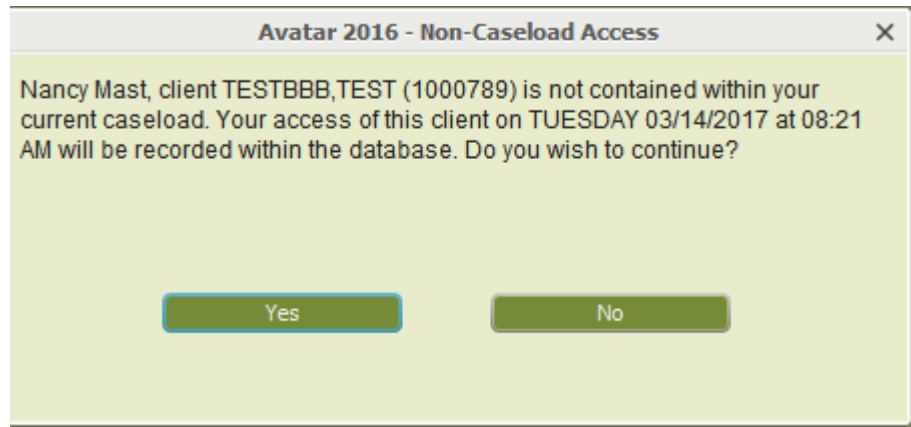 Avatar 2016 - Non-Caseload Access
Nancy Mast, client TESTBBB,TEST (1000789) is not contained within your
current caseload. Your access of this client on TUESDAY 03/14/2017 at 08:21
AM will be recorded within the database. Do you wish to continue?
Yes No